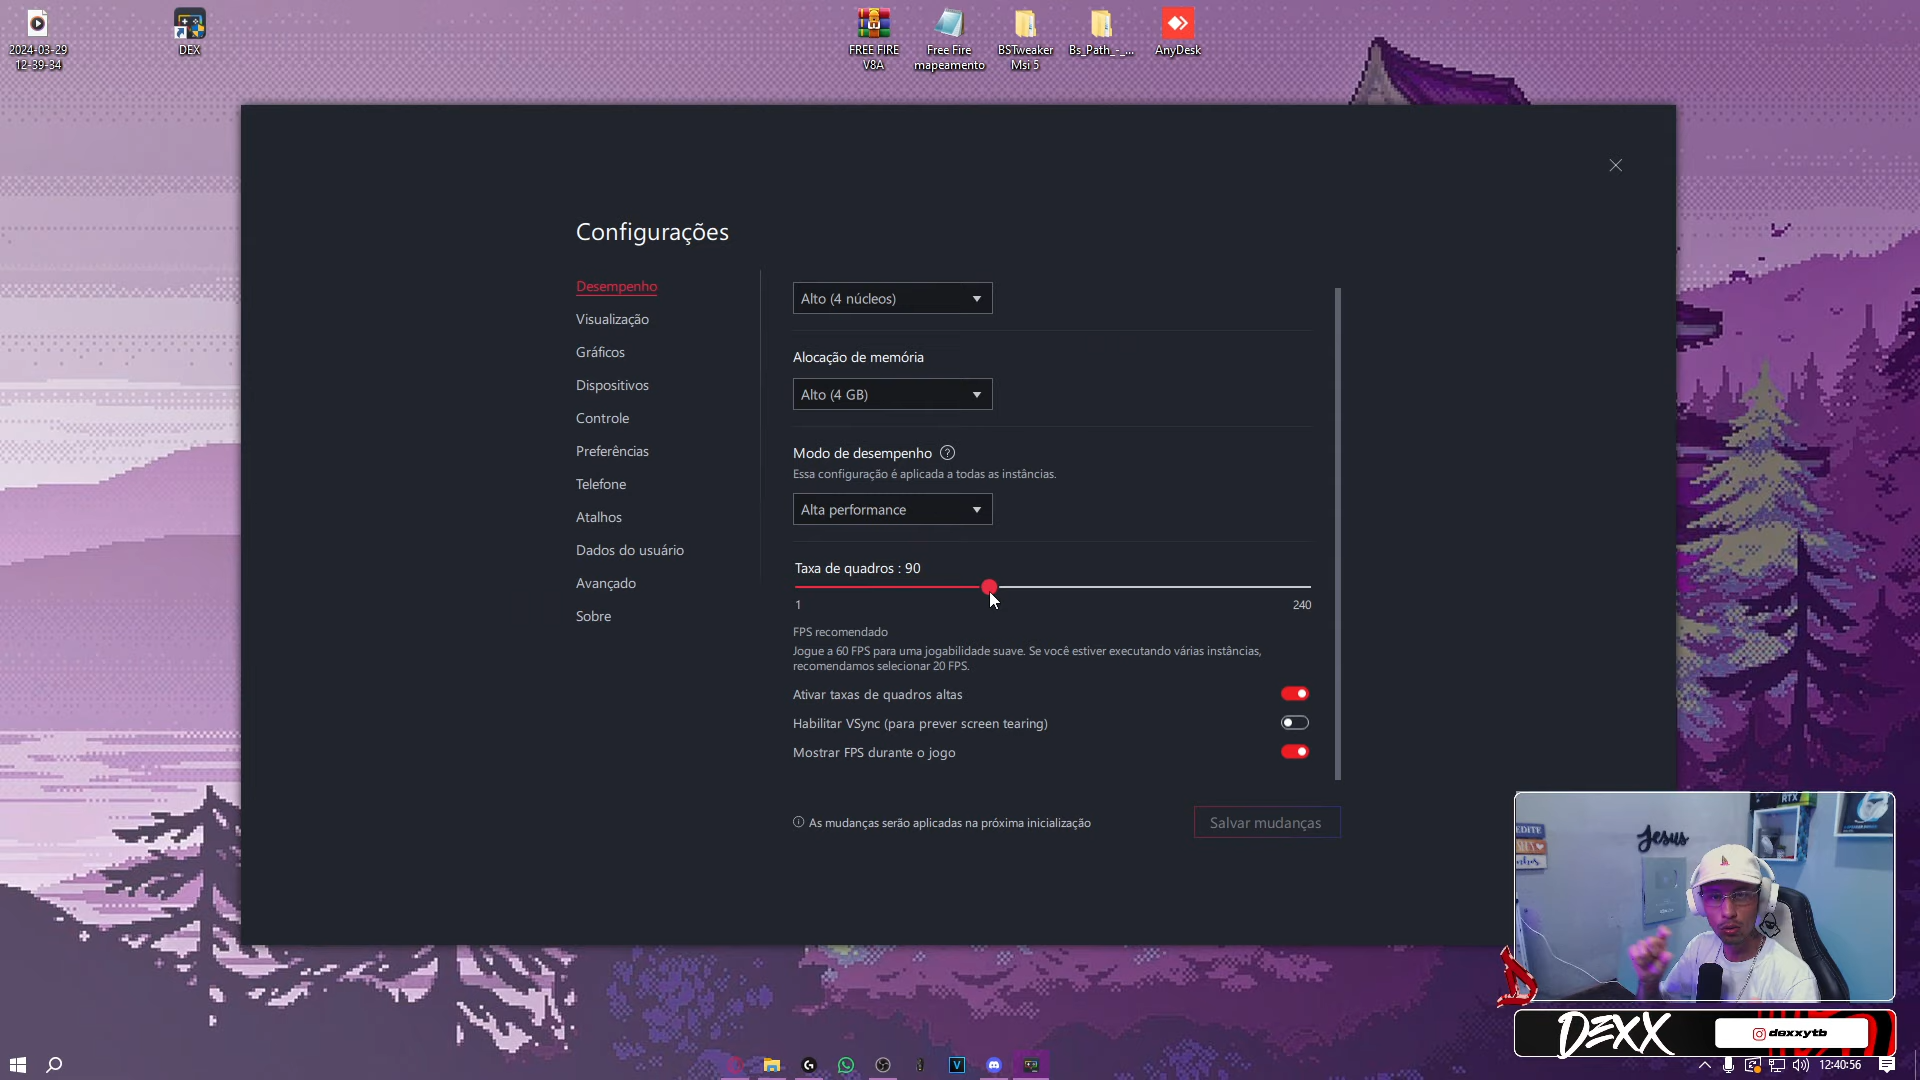 2024-03-29
12-39-34
DEX
FREE FIRE
V8A
Free Fire
mapeamento
BSTweaker
Msi 5
Bs_Path_-_...
AnyDesk
Configurações
Desempenho
Visualização
Gráficos
Dispositivos
Controle
Preferências
Telefone
Atalhos
Dados do usuário
Avançado
Sobre
Alto (4 núcleos)
Alocação de memória
Alto (4 GB)
Modo de desempenho
Essa configuração é aplicada a todas as instâncias.
Alta performance
Taxa de quadros : 90
1
240
FPS recomendado
Jogue a 60 FPS para uma jogabilidade suave. Se você estiver executando várias instâncias,
recomendamos selecionar 20 FPS.
Ativar taxas de quadros altas
Habilitar VSync (para prever screen tearing)
Mostrar FPS durante o jogo
As mudanças serão aplicadas na próxima inicialização
Salvar mudanças
RTX
Jesus
DEXX
dexxytb
12:40:56